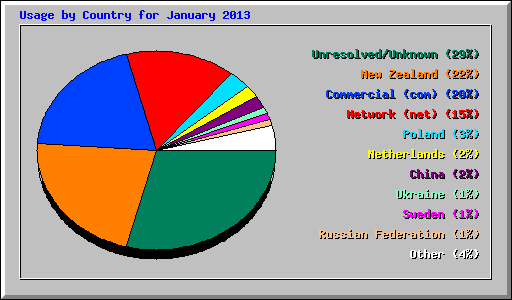 Usage by Country for January 2013
Unresolved/Unknown (29%)
New Zealand (22%)
Commercial (com) (20%)
Network (net) (15%)
Poland (3%)
Netherlands (2%)
China (2%)
Ukraine (1%)
Sweden (1%)
Russian Federation (1%)
Other (4%)